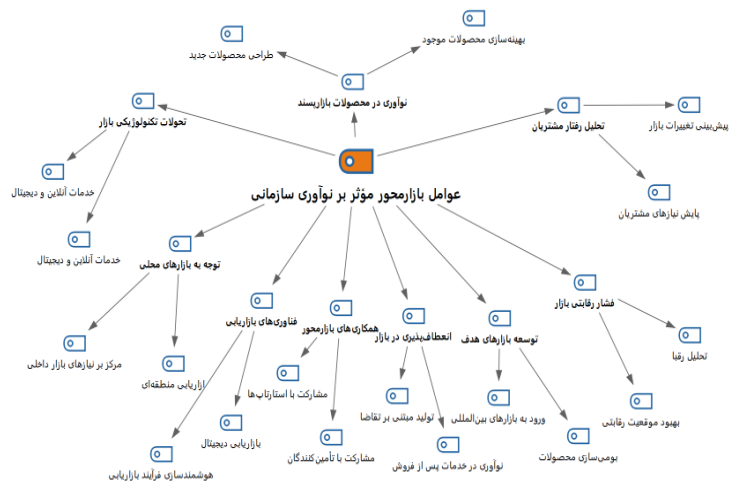 بهینه‌سازی محصولات موجود
طراحی محصولات جدید
نوآوری در محصولات بازارپسند
تحولات تکنولوژیکی بازار
تحلیل رفتار مشتریان
پیش‌بینی تغییرات بازار
خدمات آنلاین و دیجیتال
عوامل بازارمحور مؤثر بر نوآوری سازمانی
پایش نیازهای مشتریان
خدمات آنلاین و دیجیتال
توجه به بازارهای محلی
فشار رقابتی بازار
فناوری‌های بازاریابی
همکاری‌های بازارمحور
انعطاف‌پذیری در بازار
توسعه بازارهای هدف
تحلیل رقبا
مرکز بر نیازهای بازار داخلی
ازاریابی منطقه‌ای
مشارکت با استارتاپ‌ها
تولید مبتنی بر تقاضا
ورود به بازارهای بین‌المللی
بهبود موقعیت رقابتی
بازاریابی دیجیتال
مشارکت با تأمین‌کنندگان
نوآوری در خدمات پس از فروش
بومی‌سازی محصولات
هوشمندسازی فرآیند بازاریابی